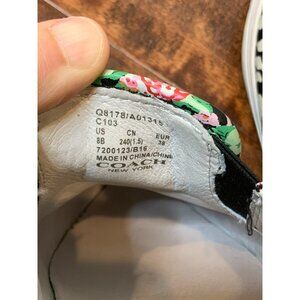 Q8178/A01315
C103
US CN EUR
8B 240(1.5) 38
7200123/B16
MADE IN CHINA/CHINE
COACH
NEW YORK